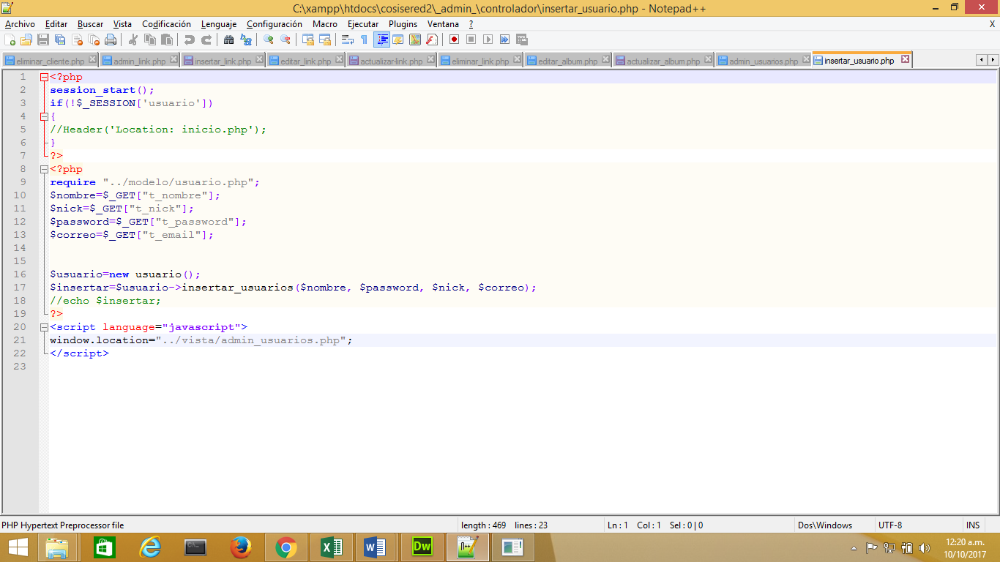 C:\xampp\htdocs\cosisered2\_admin_\controlador\insertar_usuario.php - Notepad++
Archivo Editar Buscar Vista Codificación Lenguaje Configuración Macro Ejecutar Plugins Ventana ? X
eliminar_cliente.php admin_link.php insertar_link.php editar_link.php actualizar-link.php eliminar_link.php editar_album.php actualizar_album.php admin_usuarios.php insertar_usuario.php
1 <?php
2 session_start();
3 if(!$_SESSION['usuario'])
4 {
5 //Header('Location: inicio.php');
6 }
7 ?>
8 <?php
9 require "../modelo/usuario.php";
10 $nombre=$_GET["t_nombre"];
11 $nick=$_GET["t_nick"];
12 $password=$_GET["t_password"];
13 $correo=$_GET["t_email"];
14
15
16 $usuario=new usuario();
17 $insertar=$usuario->insertar_usuarios($nombre, $password, $nick, $correo);
18 //echo $insertar;
19 ?>
20 <script language="javascript">
21 window.location="../vista/admin_usuarios.php";
22 </script>
23
PHP Hypertext Preprocessor file length : 469 lines : 23 Ln : 1 Col : 1 Sel : 0 | 0 Dos\Windows UTF-8 INS
Dw
12:20 a.m.
10/10/2017